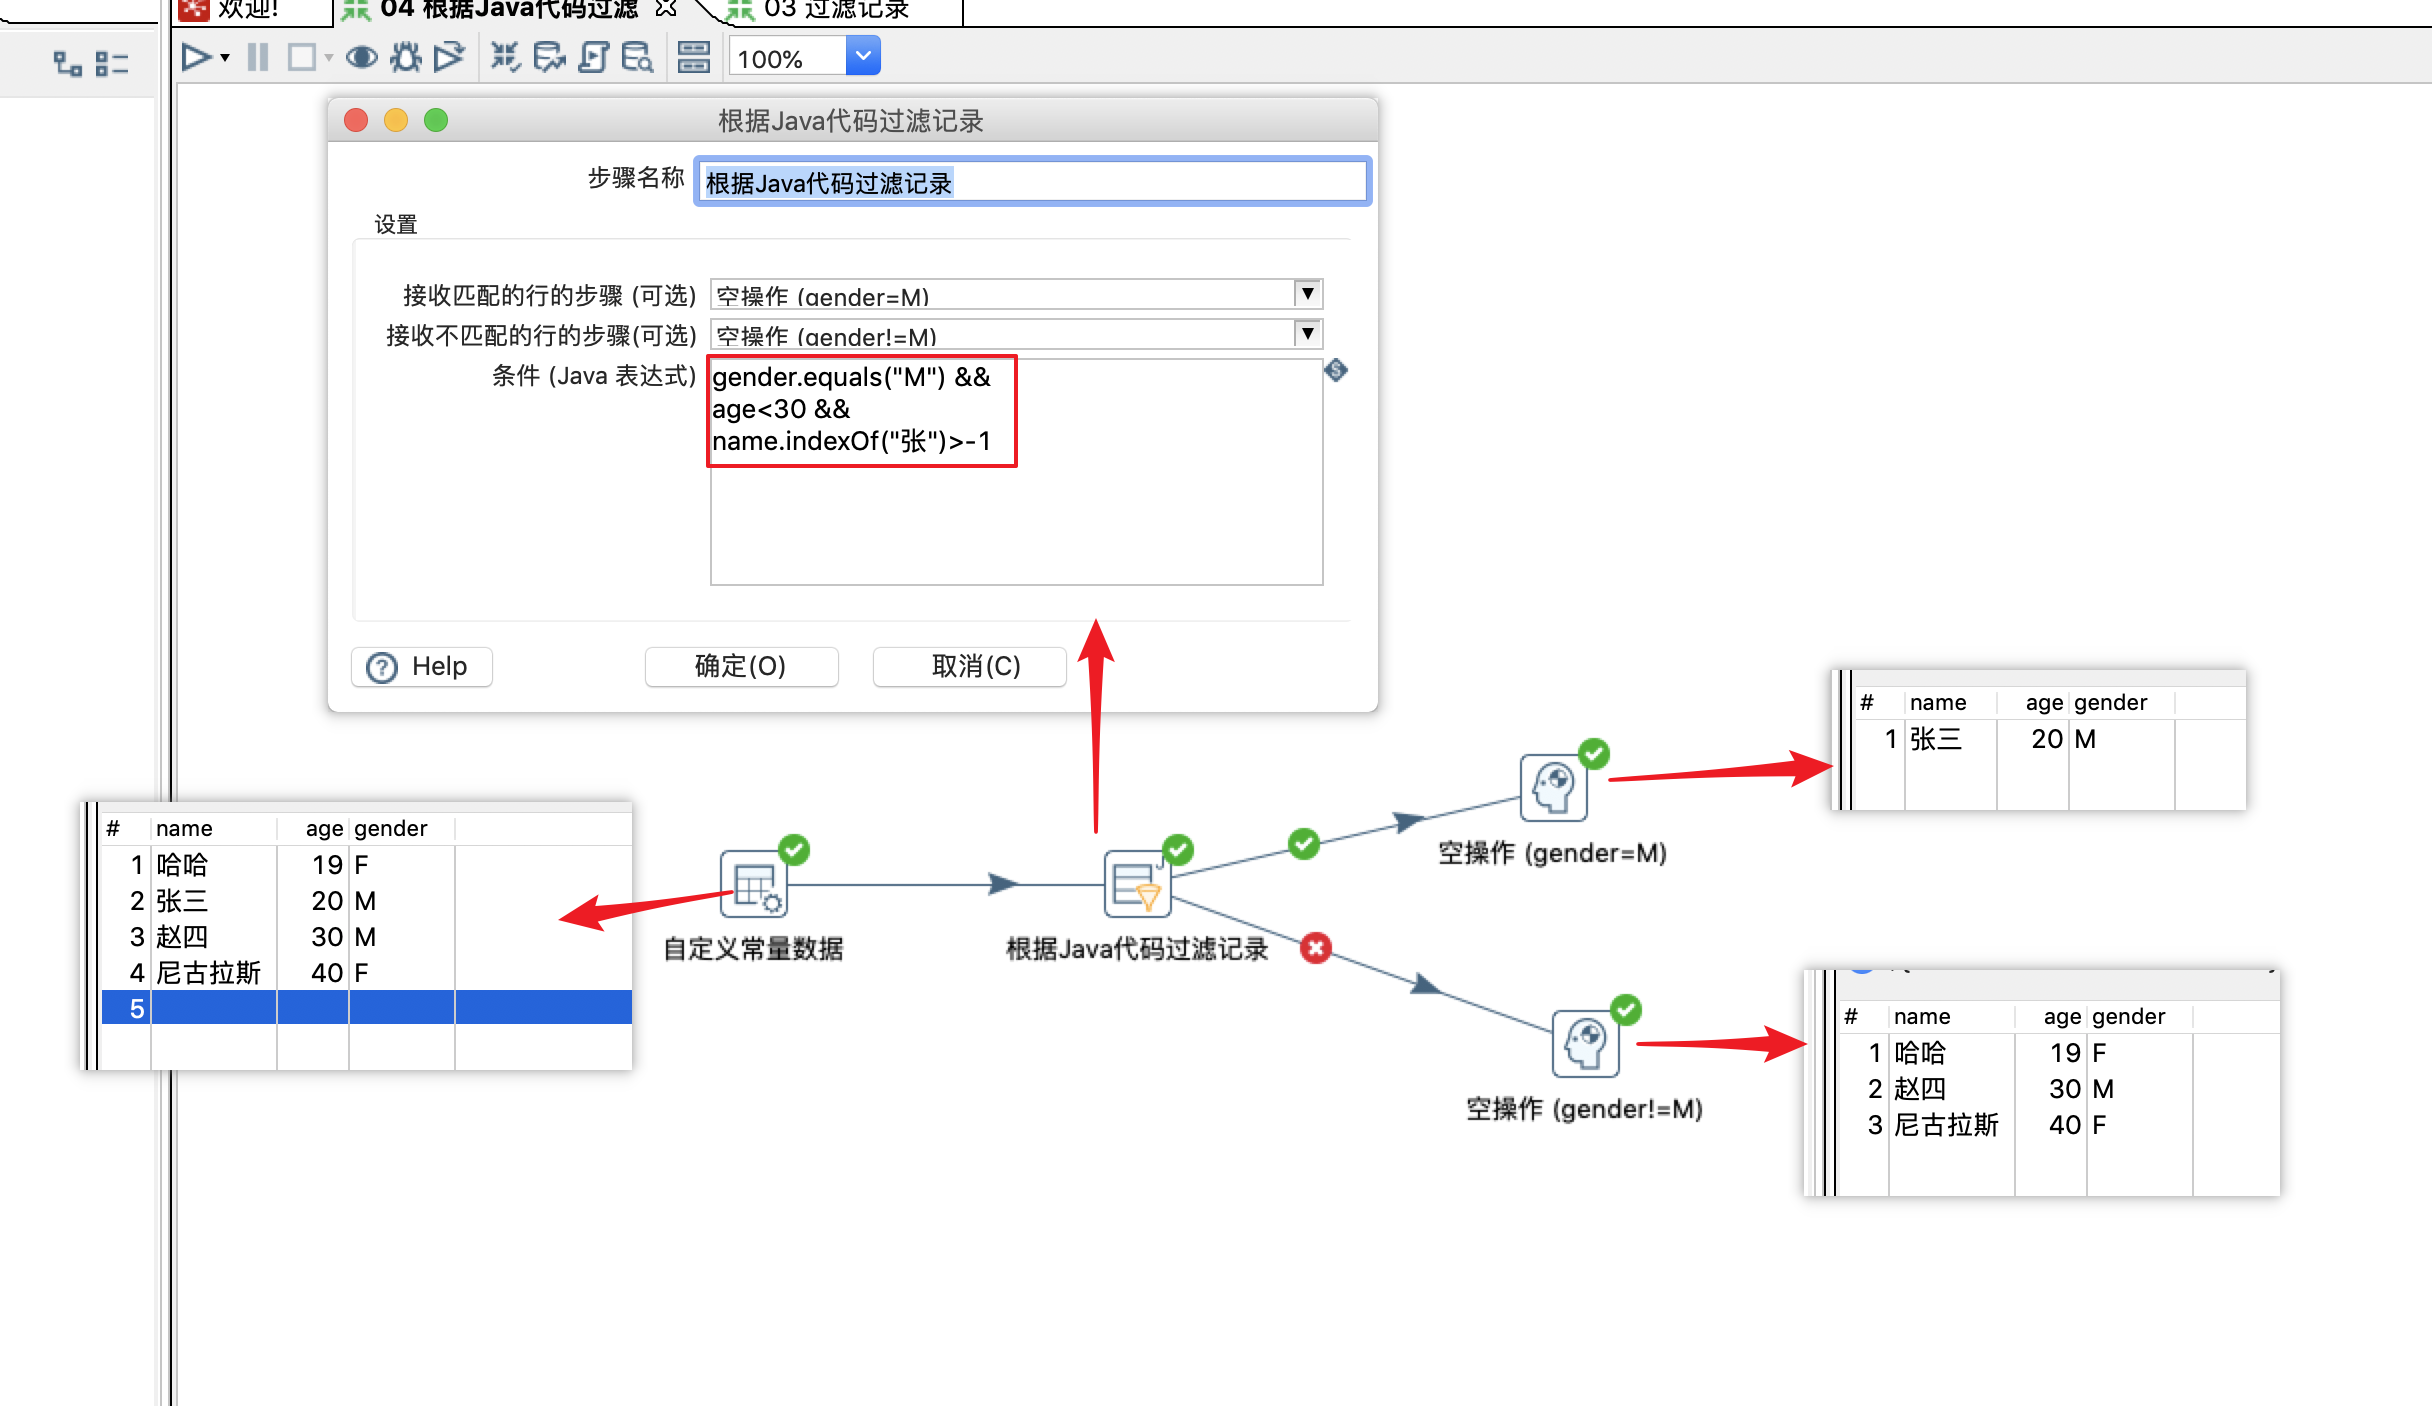 欢迎!
04 根据Java代码过滤
03 过滤记录
100%
根据Java代码过滤记录
步骤名称 根据Java代码过滤记录
设置
接收匹配的行的步骤 (可选) 空操作 (gender=M)
接收不匹配的行的步骤(可选) 空操作 (gender!=M)
条件 (Java 表达式) gender.equals("M") &&
age<30 &&
name.indexOf("张")>-1
Help 确定(O) 取消(C)
# name age gender
1 张三 20 M
# name age gender
1 哈哈 19 F
2 张三 20 M
3 赵四 30 M
4 尼古拉斯 40 F
5
自定义常量数据
根据Java代码过滤记录
空操作 (gender=M)
空操作 (gender!=M)
# name age gender
1 哈哈 19 F
2 赵四 30 M
3 尼古拉斯 40 F